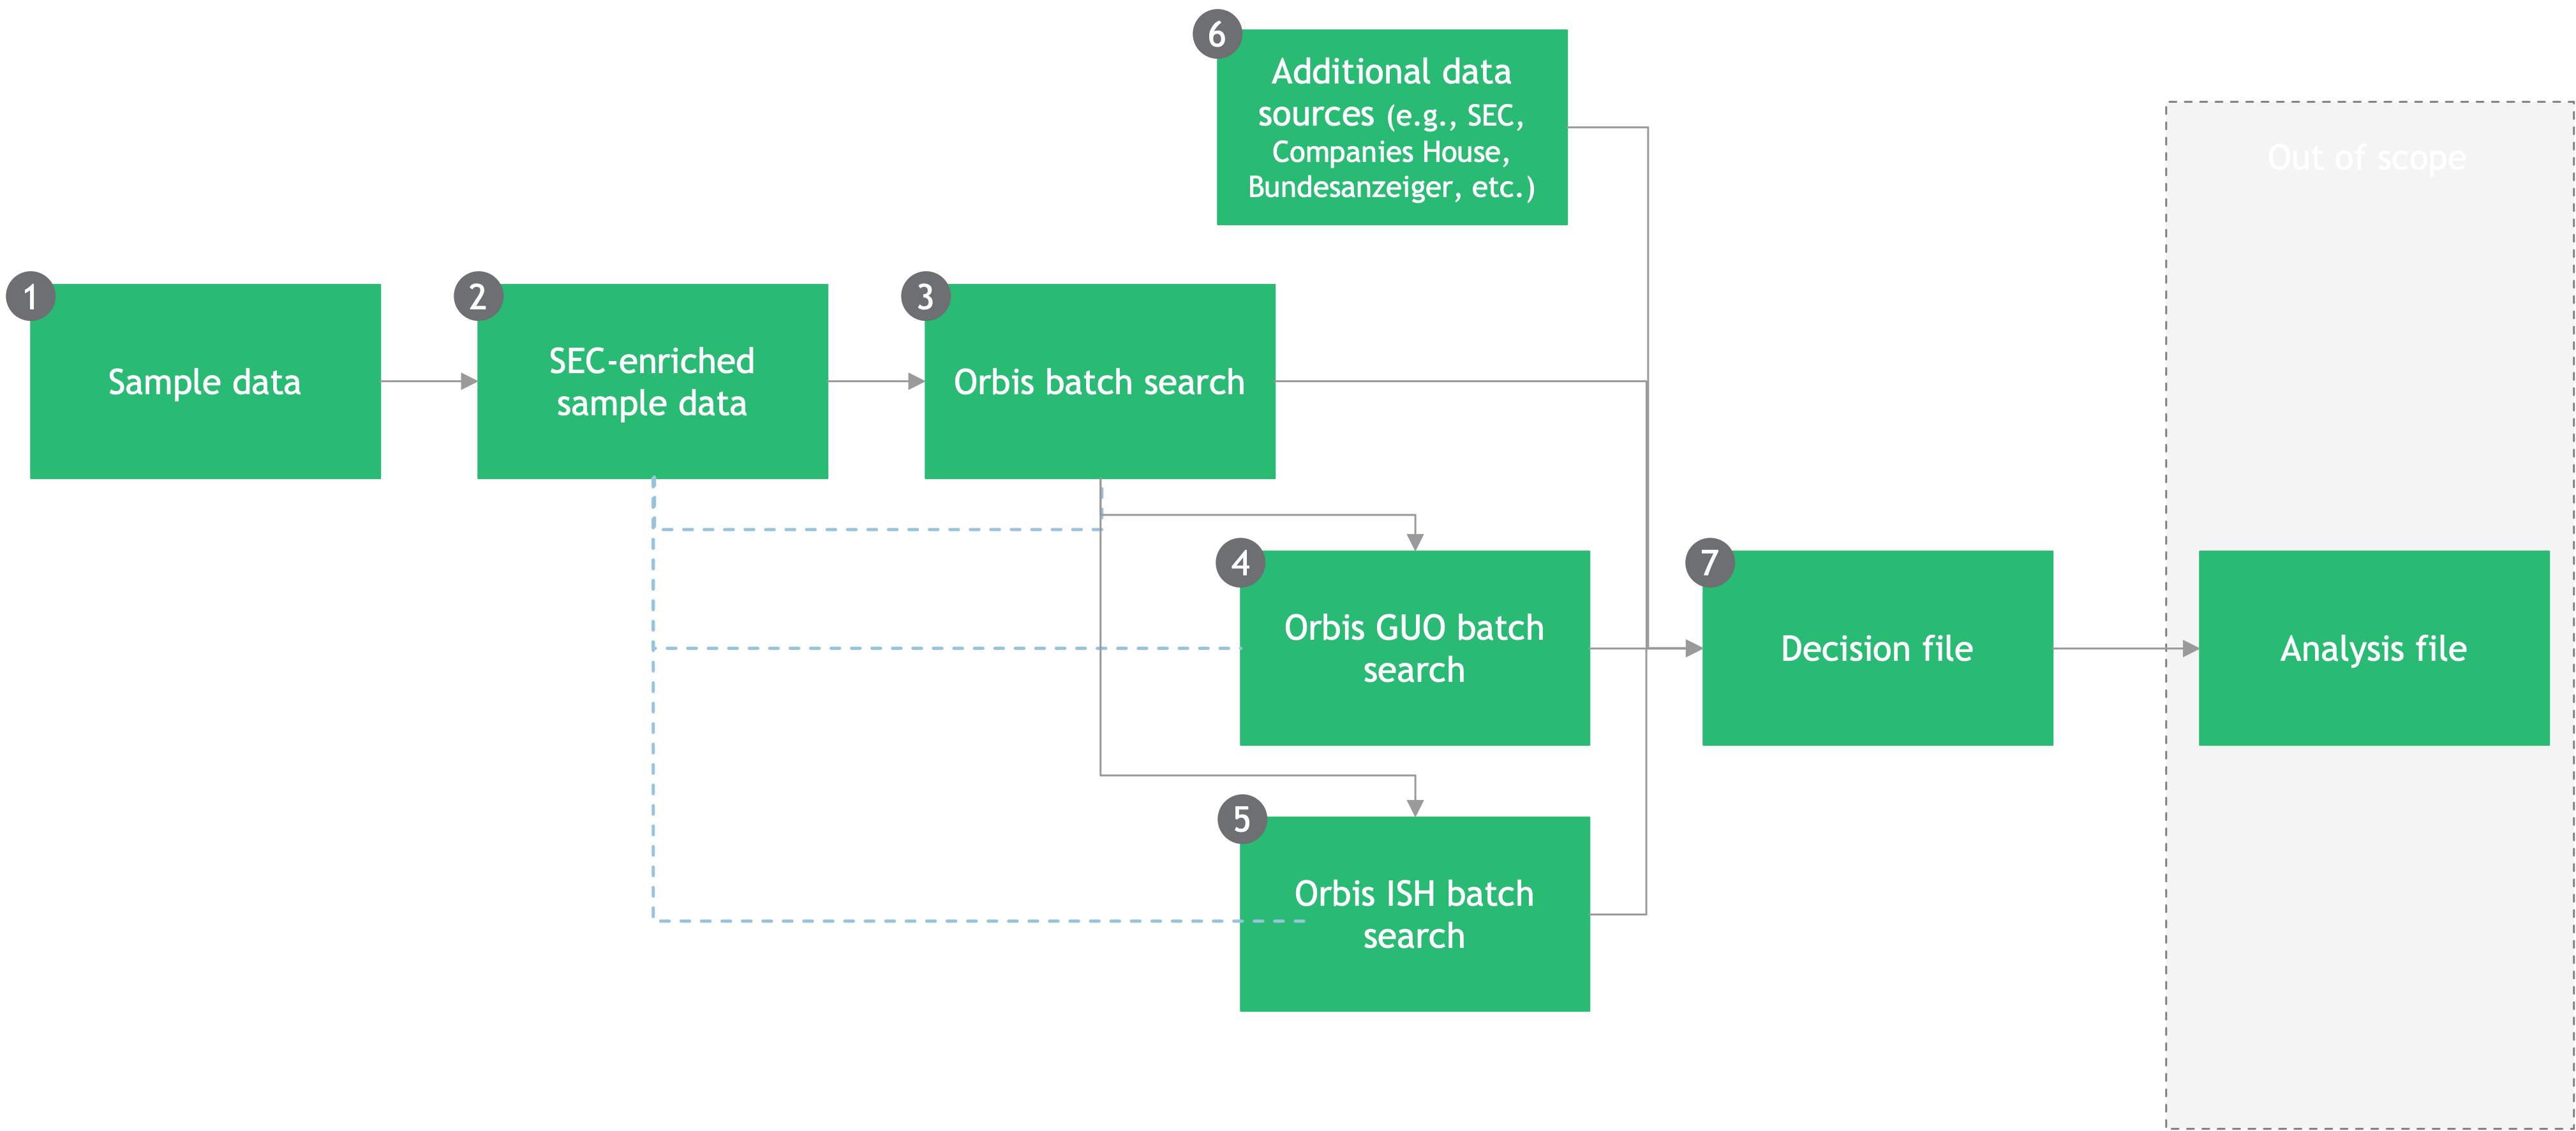 6
Additional data
sources (e.g., SEC,
Companies House,
Bundesanzeiger, etc.)
Out of scope
1
Sample data
2
SEC-enriched
sample data
3
Orbis batch search
4
Orbis GUO batch
search
5
Orbis ISH batch
search
7
Decision file
Analysis file